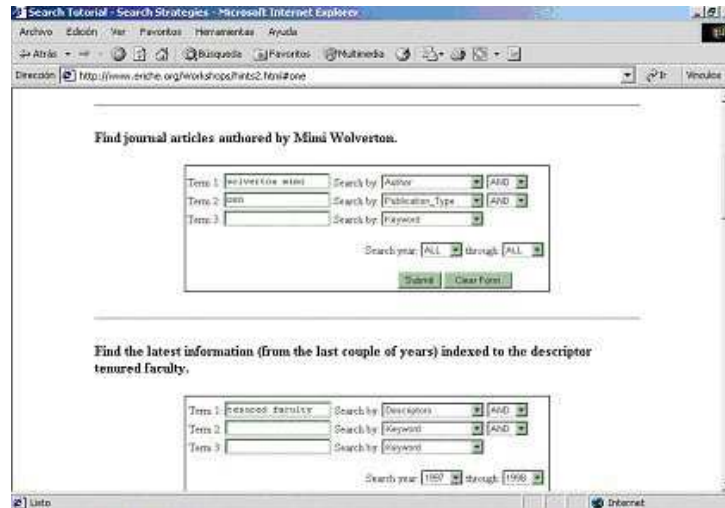 Search Tutorial - Search Strategies - Microsoft Internet Explorer
Archivo Edición Ver Favoritos Herramientas Ayuda
Atrás Búsqueda Favoritos Multimedia
Dirección http://www.eriche.org/workshops/hints2.html#one Ir Vínculos
Find journal articles authored by Mimi Wolverton.
Term 1: wolverton mimi Search by: Author AND
Term 2: Search by: Publication_Type AND
Term 3: Search by: Keyword
Search year: ALL through: ALL
Submit Clear Form
Find the latest information (from the last couple of years) indexed to the descriptor
tenured faculty.
Term 1: tenured faculty Search by: Descriptors AND
Term 2: Search by: Keyword AND
Term 3: Search by: Keyword
Search year: 1997 through: 1998
Listo Internet